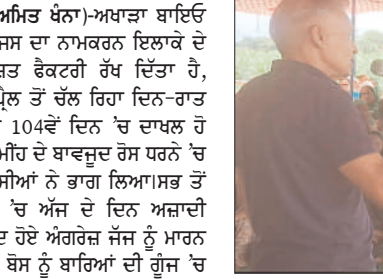 ਅਮਿਤ ਖੰਨਾ)-ਅਖਾੜਾ ਬਾਇਓ
ਜਸ ਦਾ ਨਾਮਕਰਨ ਇਲਾਕੇ ਦੇ
ਫੈਕਟਰੀ ਰੱਖ ਦਿੱਤਾ ਹੈ,
ਤੋਂ ਚੱਲ ਰਿਹਾ ਦਿਨ-ਰਾਤ
104ਵੇਂ ਦਿਨ 'ਚ ਦਾਖਲ ਹੋ
ਮੀਂਹ ਦੇ ਬਾਵਜੂਦ ਰੋਸ ਧਰਨੇ 'ਚ
ਸੀਆਂ ਨੇ ਭਾਗ ਲਿਆ।ਸਭ ਤੋਂ
'ਚ ਅੱਜ ਦੇ ਦਿਨ ਅਜ਼ਾਦੀ
ਹੋਏ ਅੰਗਰੇਜ਼ ਜੱਜ ਨੂੰ ਮਾਰਨ
ਬੋਸ ਨੂੰ ਬਾਰਿਆਂ ਦੀ ਗੂੰਜ 'ਚ